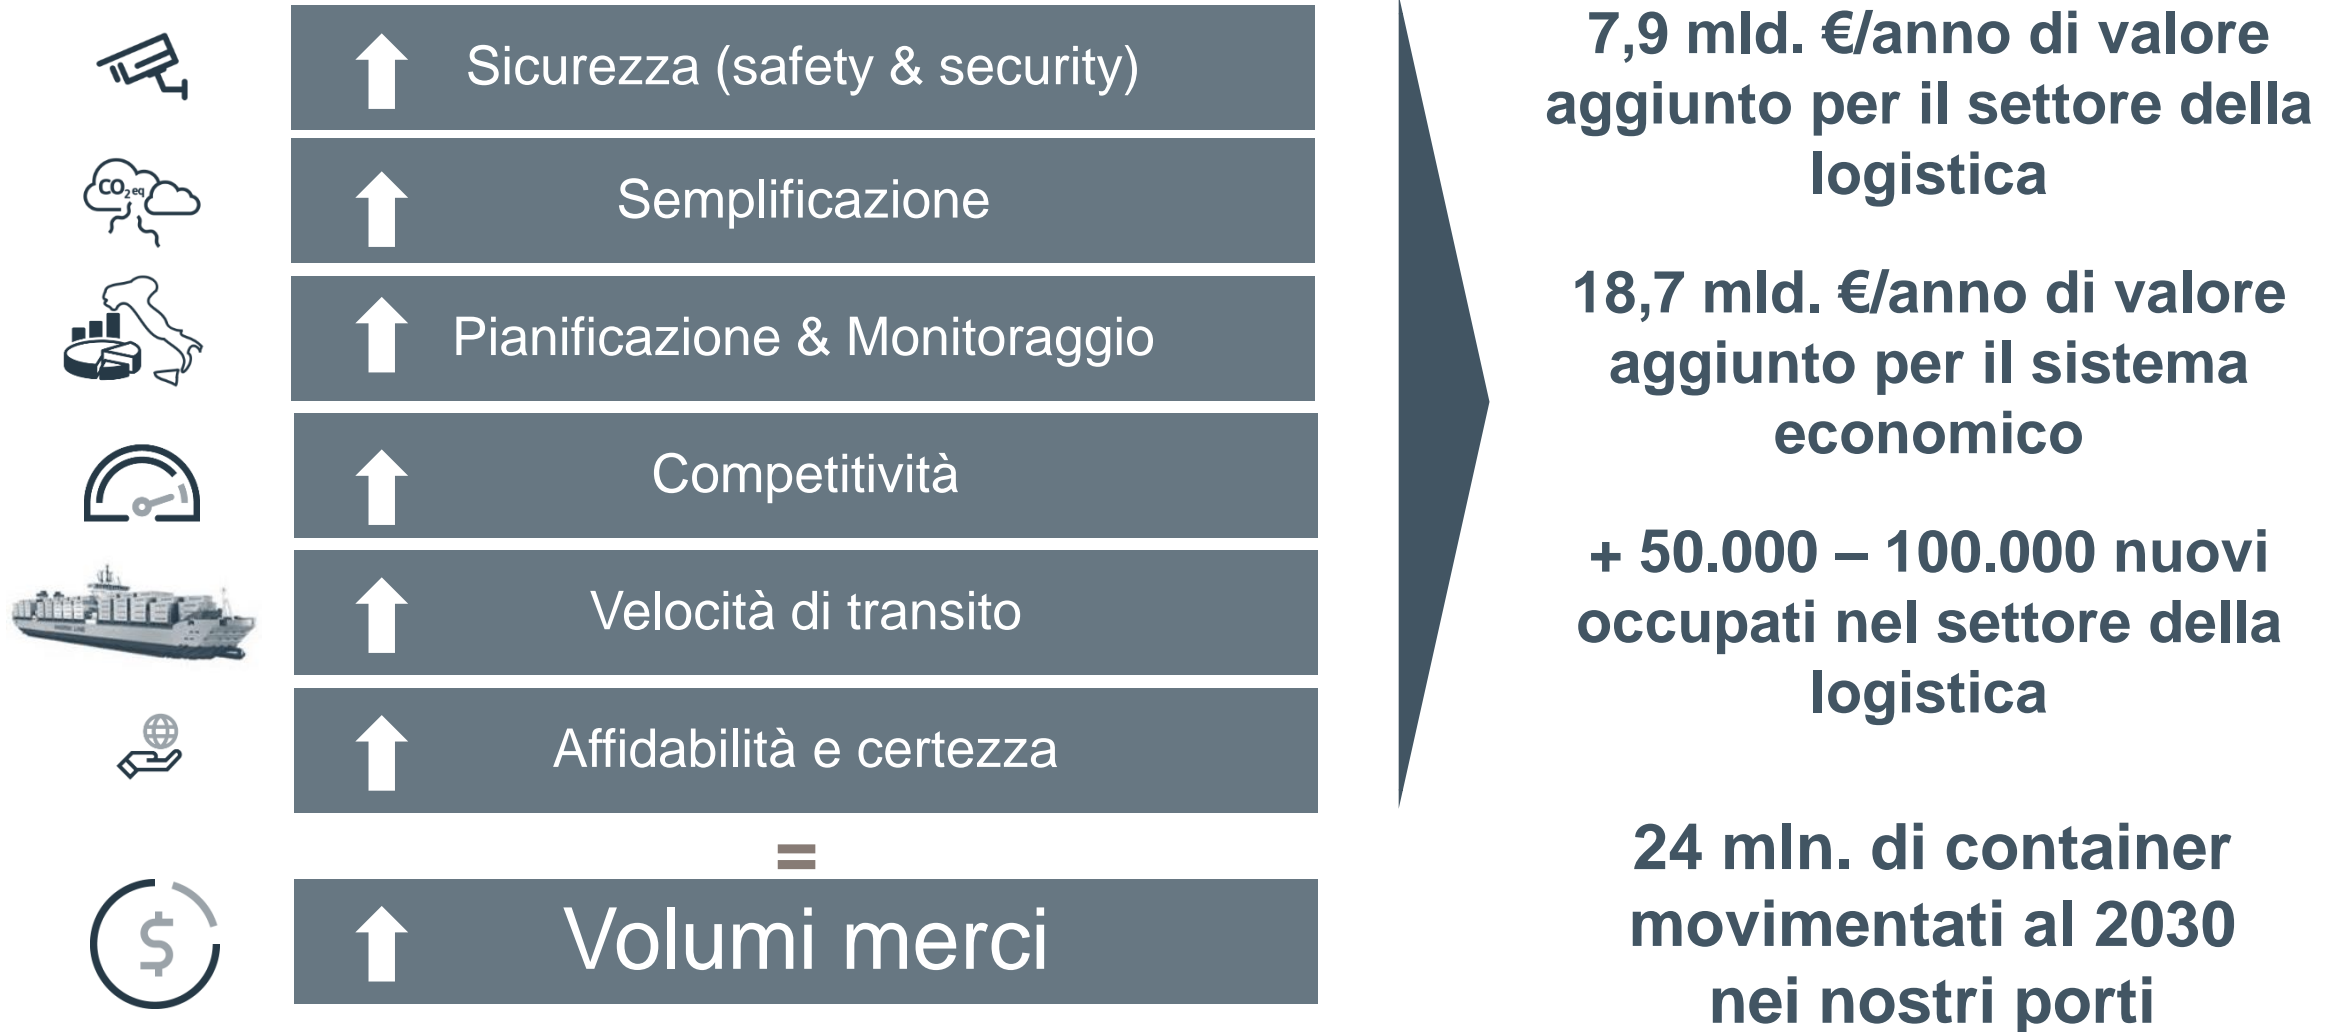 Sicurezza (safety & security)
CO₂ eq
Semplificazione
Pianificazione & Monitoraggio
Competitività
Velocità di transito
Affidabilità e certezza
=
$
Volumi merci
7,9 mld. €/anno di valore
aggiunto per il settore della
logistica
18,7 mld. €/anno di valore
aggiunto per il sistema
economico
+ 50.000 – 100.000 nuovi
occupati nel settore della
logistica
24 mln. di container
movimentati al 2030
nei nostri porti